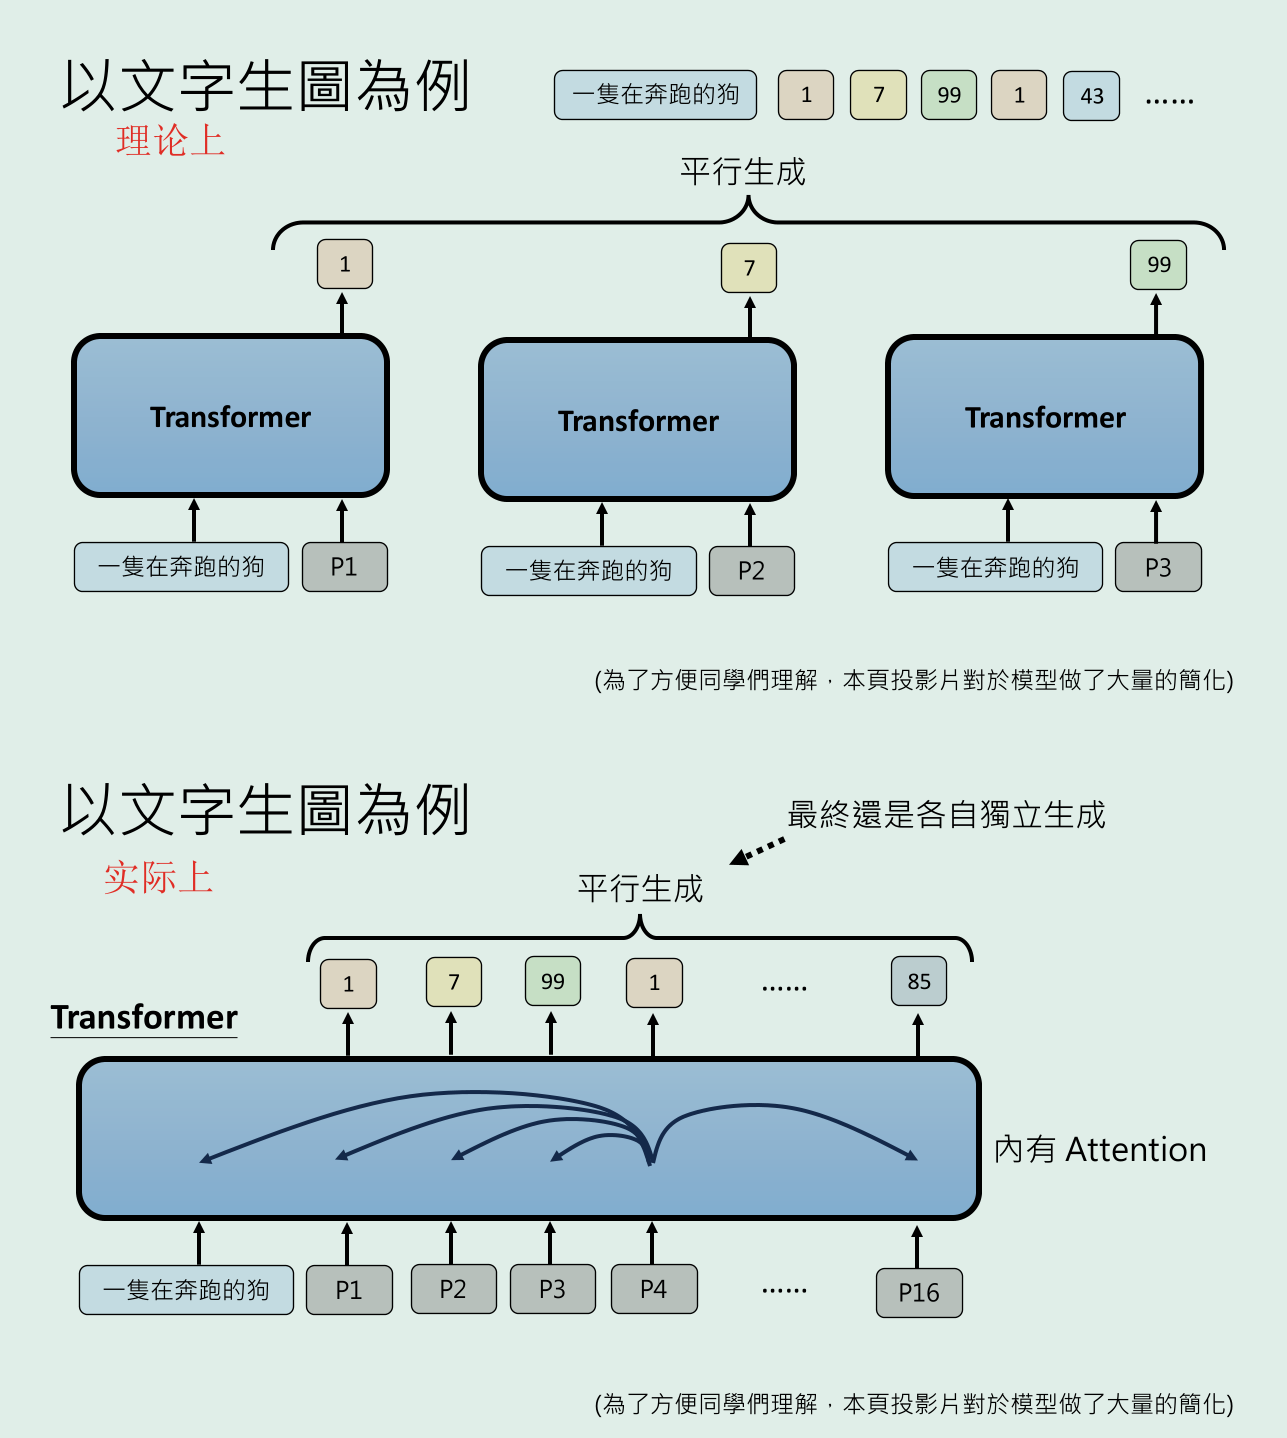 以文字生圖為例
理论上
一隻在奔跑的狗 1 7 99 1 43 ……
平行生成
1 7 99
Transformer Transformer Transformer
一隻在奔跑的狗 P1 一隻在奔跑的狗 P2 一隻在奔跑的狗 P3
(為了方便同學們理解，本頁投影片對於模型做了大量的簡化)
以文字生圖為例
实际上
最終還是各自獨立生成
平行生成
1 7 99 1 …… 85
Transformer
內有 Attention
一隻在奔跑的狗 P1 P2 P3 P4 …… P16
(為了方便同學們理解，本頁投影片對於模型做了大量的簡化)